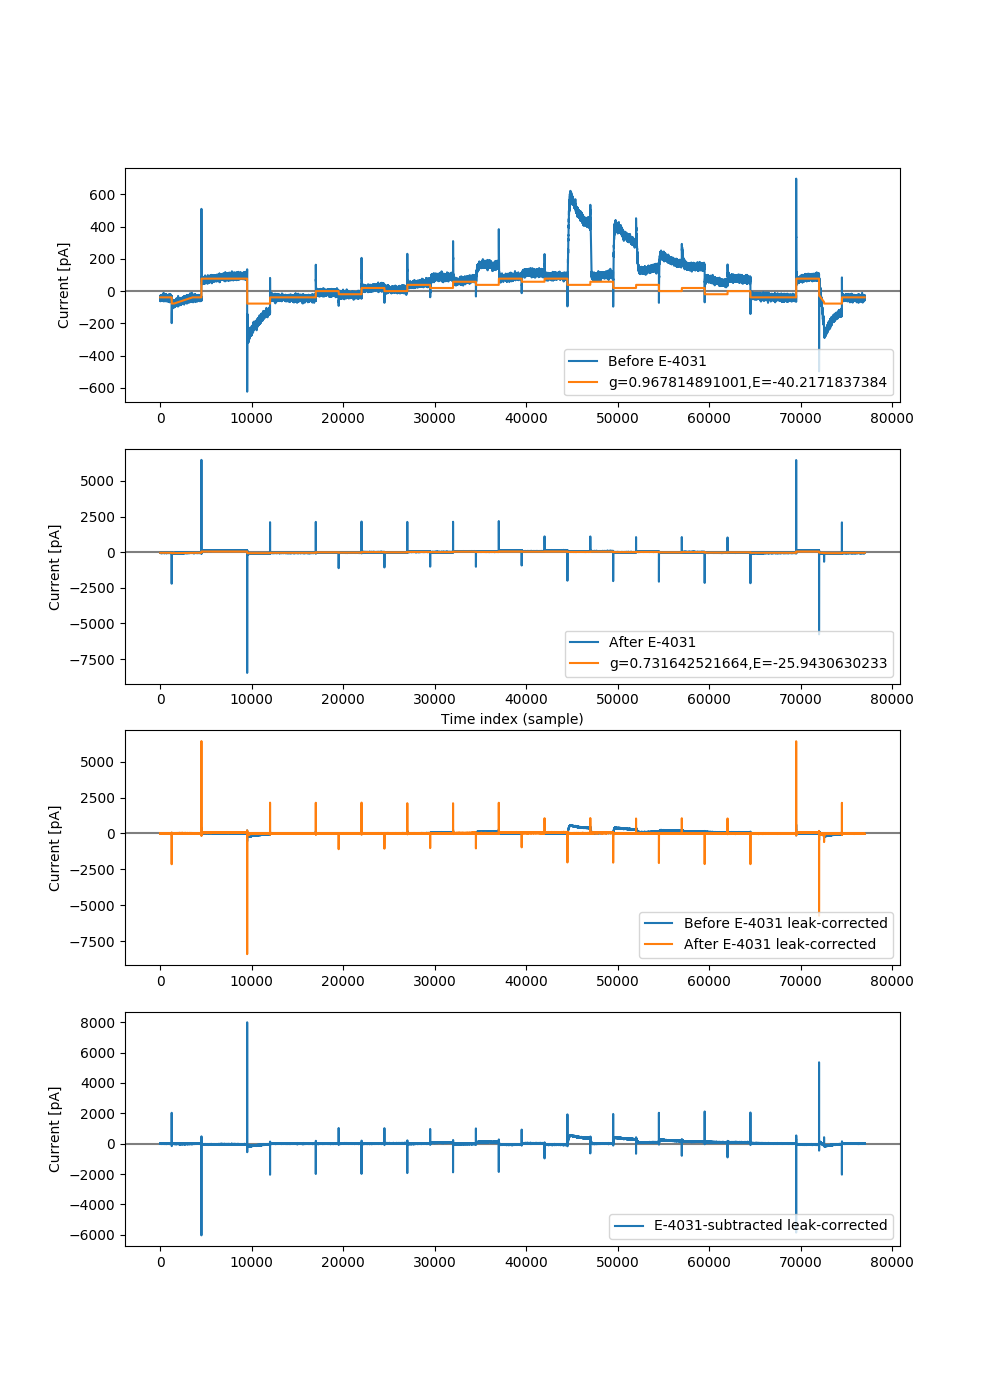 600
400
200
0
−200
−400
−600
Current [pA]
Before E-4031
g=0.967814891001,E=-40.2171837384
0 10000 20000 30000 40000 50000 60000 70000 80000
5000
2500
0
−2500
−5000
−7500
Current [pA]
After E-4031
g=0.731642521664,E=-25.9430630233
0 10000 20000 30000 40000 50000 60000 70000 80000
Time index (sample)
5000
2500
0
−2500
−5000
−7500
Current [pA]
Before E-4031 leak-corrected
After E-4031 leak-corrected
0 10000 20000 30000 40000 50000 60000 70000 80000
8000
6000
4000
2000
0
−2000
−4000
−6000
Current [pA]
E-4031-subtracted leak-corrected
0 10000 20000 30000 40000 50000 60000 70000 80000